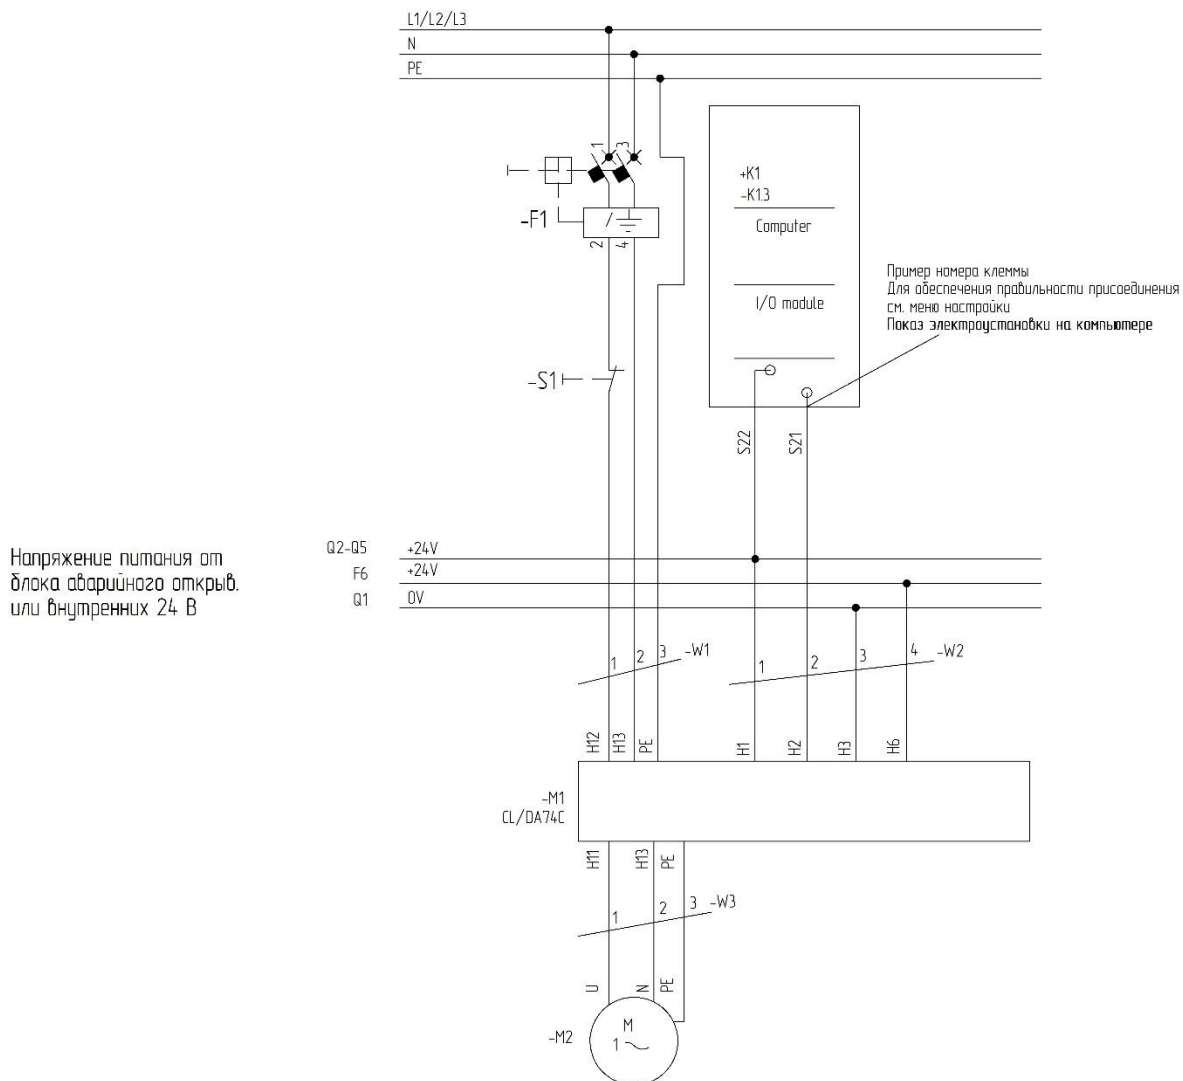 L1/L2/L3
N
PE
1
3
-F1
2
4
+K1
-K1.3
Computer
I/O module
Пример номера клеммы
Для обеспечения правильности присоединения
см. меню настройки
Показ электроустановки на компьютере
-S1
S22
S21
Напряжение питания от
блока аварийного открыв.
или внутренних 24 В
Q2-Q5
+24V
F6
+24V
Q1
0V
1
2
3
-W1
1
2
3
4
-W2
H12
H13
PE
H1
H2
H3
H6
-M1
CL/DA74C
H11
H13
PE
1
2
3
-W3
U
N
PE
-M2
M
1